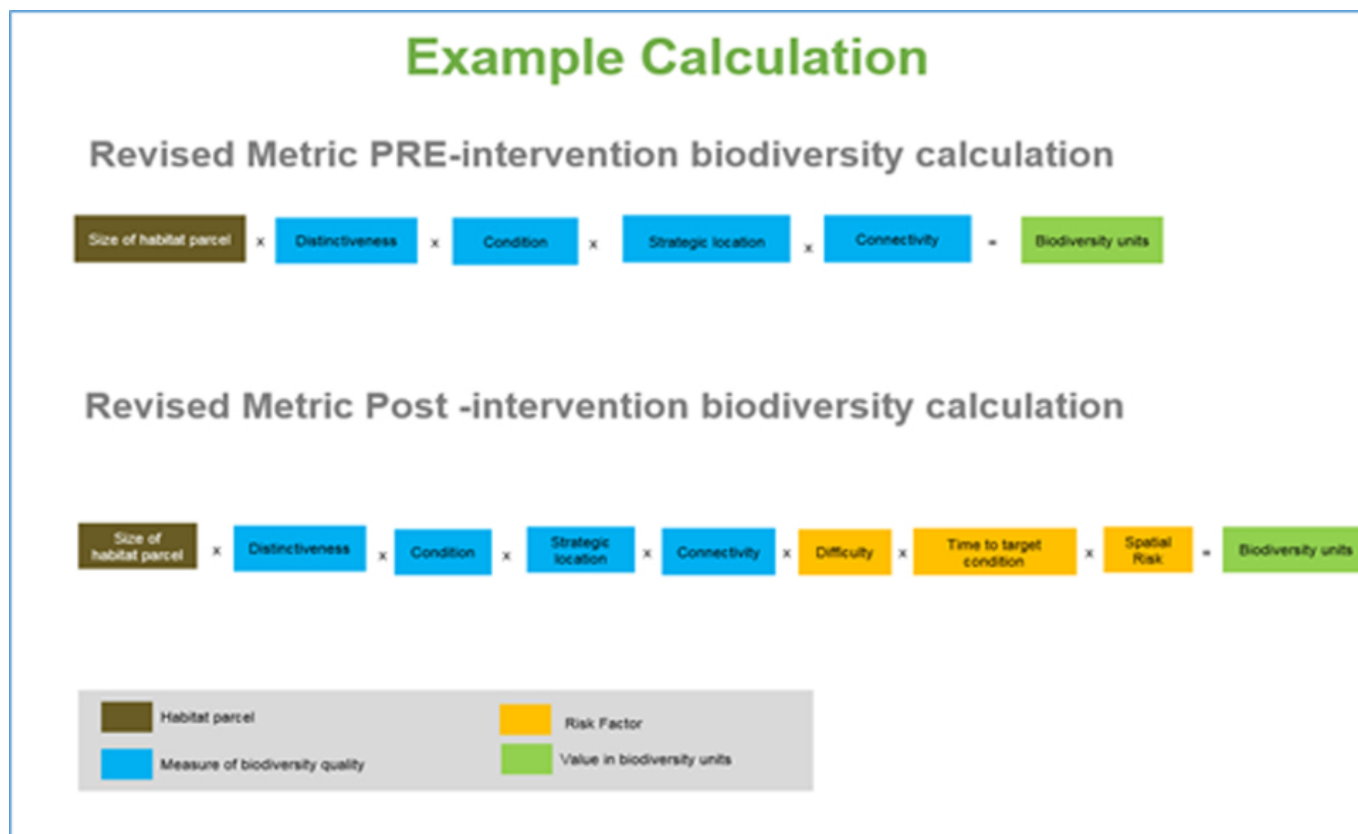 Example Calculation
Revised Metric PRE-intervention biodiversity calculation
Size of habitat parcel x Distinctiveness x Condition x Strategic location x Connectivity = Biodiversity units
Revised Metric Post -intervention biodiversity calculation
Size of habitat parcel x Distinctiveness x Condition x Strategic location x Connectivity x Difficulty x Time to target condition x Spatial Risk = Biodiversity units
Habitat parcel
Risk Factor
Measure of biodiversity quality
Value in biodiversity units